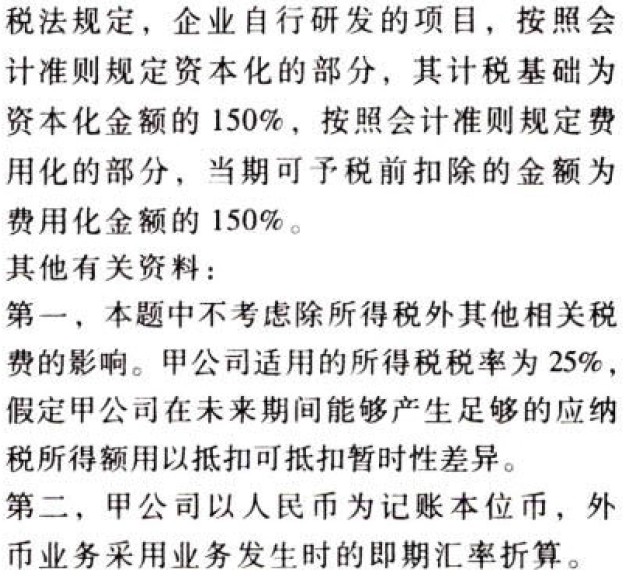 税法规定，企业自行研发的项目，按照会
计准则规定资本化的部分，其计税基础为
资本化金额的 150%，按照会计准则规定费
用化的部分，当期可予税前扣除的金额为
费用化金额的 150%。
其他有关资料：
第一，本题中不考虑除所得税外其他相关税
费的影响。甲公司适用的所得税税率为 25%，
假定甲公司在未来期间能够产生足够的应纳
税所得额用以抵扣可抵扣暂时性差异。
第二，甲公司以人民币为记账本位币，外
币业务采用业务发生时的即期汇率折算。